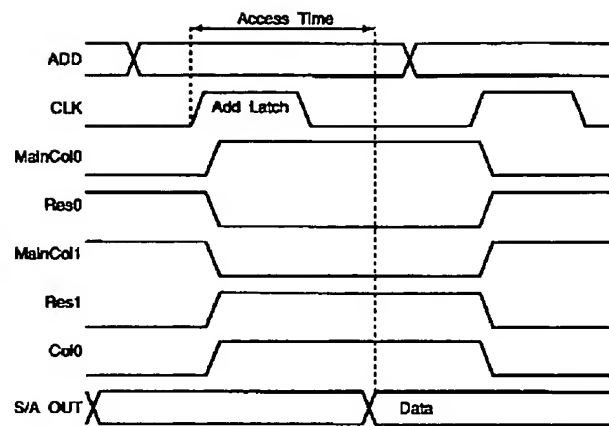 Access Time
ADD
CLK
Add Latch
MainCol0
Res0
MainCol1
Res1
Col0
S/A OUT
Data